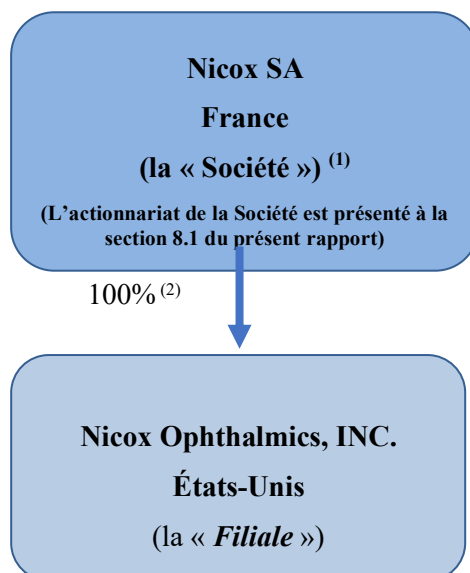 Nicox SA
France
(la « Société ») (1)
(L’actionnariat de la Société est présenté à la
section 8.1 du présent rapport)
100% (2)
Nicox Ophthalmics, INC.
États-Unis
(la « Filiale »)